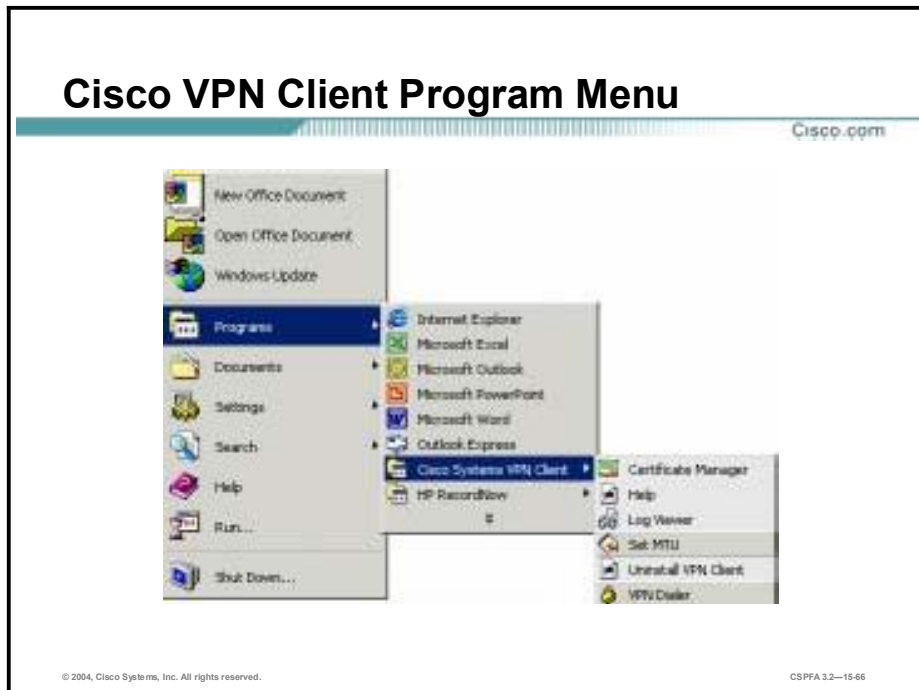 Cisco VPN Client Program Menu
Cisco.com
New Office Document
Open Office Document
Windows Update
Programs
Documents
Settings
Search
Help
Run...
Shut Down...
Internet Explorer
Microsoft Excel
Microsoft Outlook
Microsoft PowerPoint
Microsoft Word
Outlook Express
Cisco Systems VPN Client
HP RecordNow
Certificate Manager
Help
Log Viewer
Set MTU
Uninstall VPN Client
VPN Dialer
© 2004, Cisco Systems, Inc. All rights reserved.
CSPFA 3.2—15-66